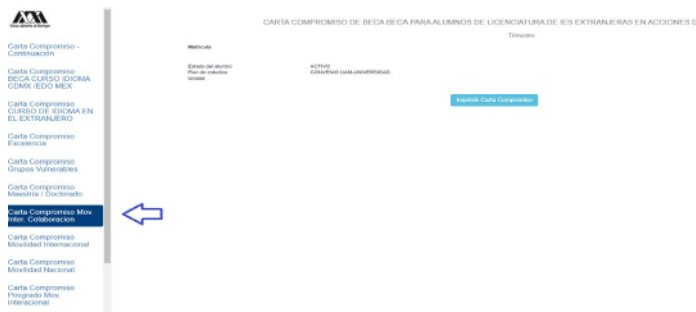 Casa abierta al tiempo
Carta Compromiso -
Continuación
Carta Compromiso
BECA CURSO IDIOMA
CDMX /EDO MEX
Carta Compromiso
CURSO DE IDIOMA EN
EL EXTRANJERO
Carta Compromiso
Excelencia
Carta Compromiso
Grupos Vulnerables
Carta Compromiso
Maestría / Doctorado
Carta Compromiso Mov.
Inter. Colaboracion
Carta Compromiso
Movilidad Internacional
Carta Compromiso
Movilidad Nacional
Carta Compromiso
Posgrado Mov
Interacional
CARTA COMPROMISO DE BECA BECA PARA ALUMNOS DE LICENCIATURA DE IES EXTRANJERAS EN ACCIONES D
Trimestre:
Matrícula
Estado del alumno: ACTIVO
Plan de estudios: CONVENIO UAM-UNIVERSIDAD
Unidad:
Imprimir Carta Compromiso